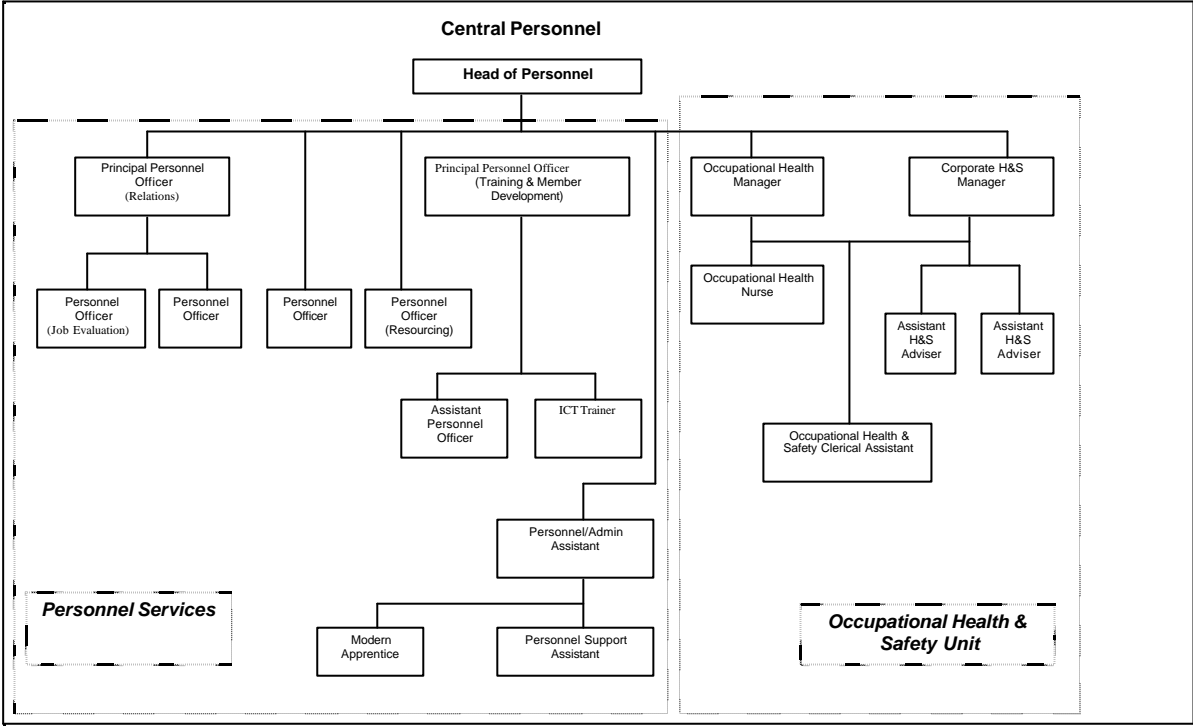 Central Personnel
Head of Personnel
Principal Personnel
Officer
(Relations)
Principal Personnel Officer
(Training & Member
Development)
Occupational Health
Manager
Corporate H&S
Manager
Personnel
Officer
(Job Evaluation)
Personnel
Officer
Personnel
Officer
Personnel
Officer
(Resourcing)
Occupational Health
Nurse
Assistant
H&S
Adviser
Assistant
H&S
Adviser
Assistant
Personnel
Officer
ICT Trainer
Occupational Health &
Safety Clerical Assistant
Personnel/Admin
Assistant
Modern
Apprentice
Personnel Support
Assistant
Personnel Services
Occupational Health &
Safety Unit